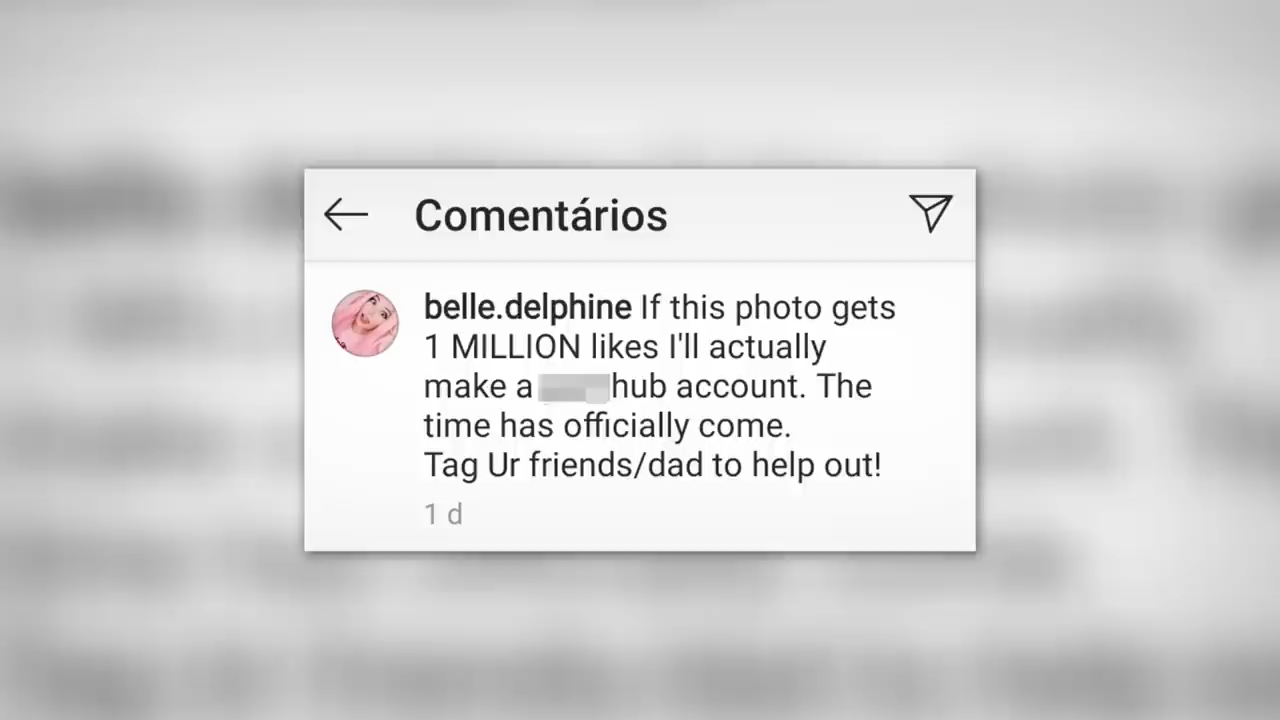 Comentários
belle.delphine If this photo gets
1 MILLION likes I'll actually
make a hub account. The
time has officially come.
Tag Ur friends/dad to help out!
1 d